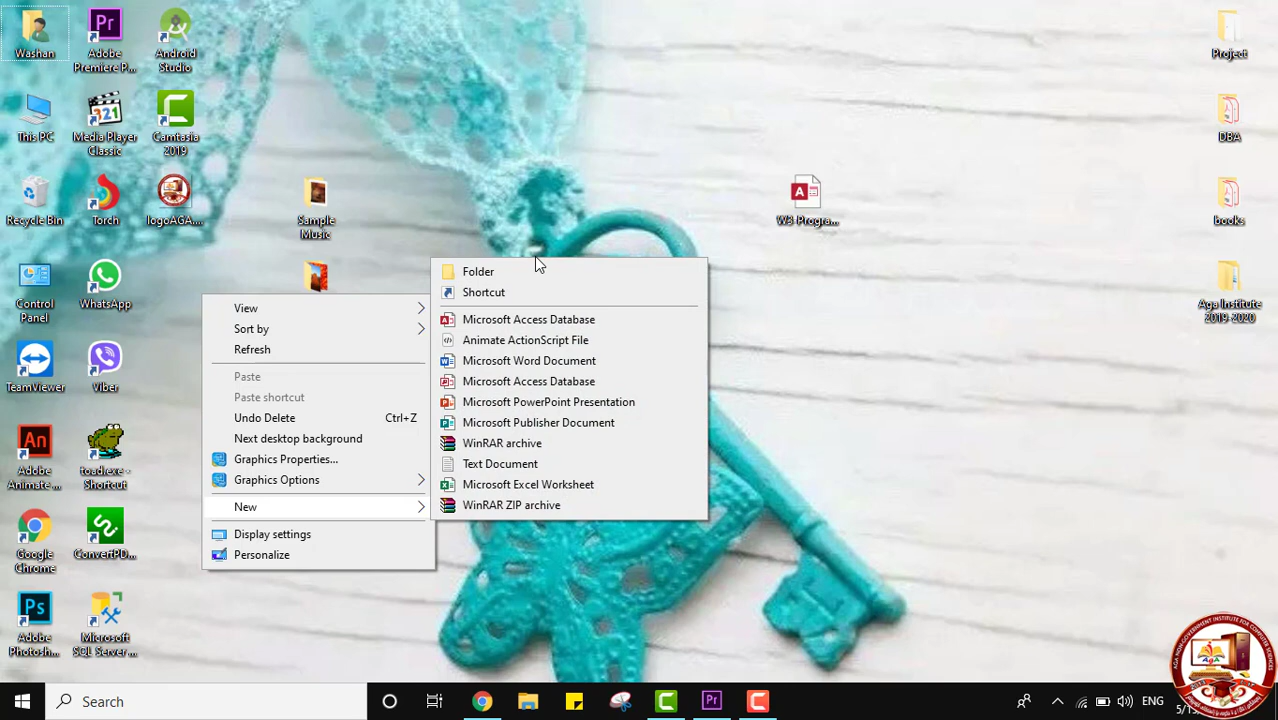 Washan
Adobe
Premiere P...
Android
Studio
Project
This PC
Media Player
Classic
Camtasia
2019
DBA
Recycle Bin
Torch
logoAGA....
Sample
Music
W3-Progra...
books
Control
Panel
WhatsApp
Aga Institute
2019-2020
TeamViewer
Viber
Adobe
Animate ...
toad.exe -
Shortcut
Google
Chrome
ConvertPD...
Adobe
Photosh...
Microsoft
SQL Server ...
View
Sort by
Refresh
Paste
Paste shortcut
Undo Delete Ctrl+Z
Next desktop background
Graphics Properties...
Graphics Options
New
Display settings
Personalize
Folder
Shortcut
Microsoft Access Database
Animate ActionScript File
Microsoft Word Document
Microsoft Access Database
Microsoft PowerPoint Presentation
Microsoft Publisher Document
WinRAR archive
Text Document
Microsoft Excel Worksheet
WinRAR ZIP archive
Search
ENG